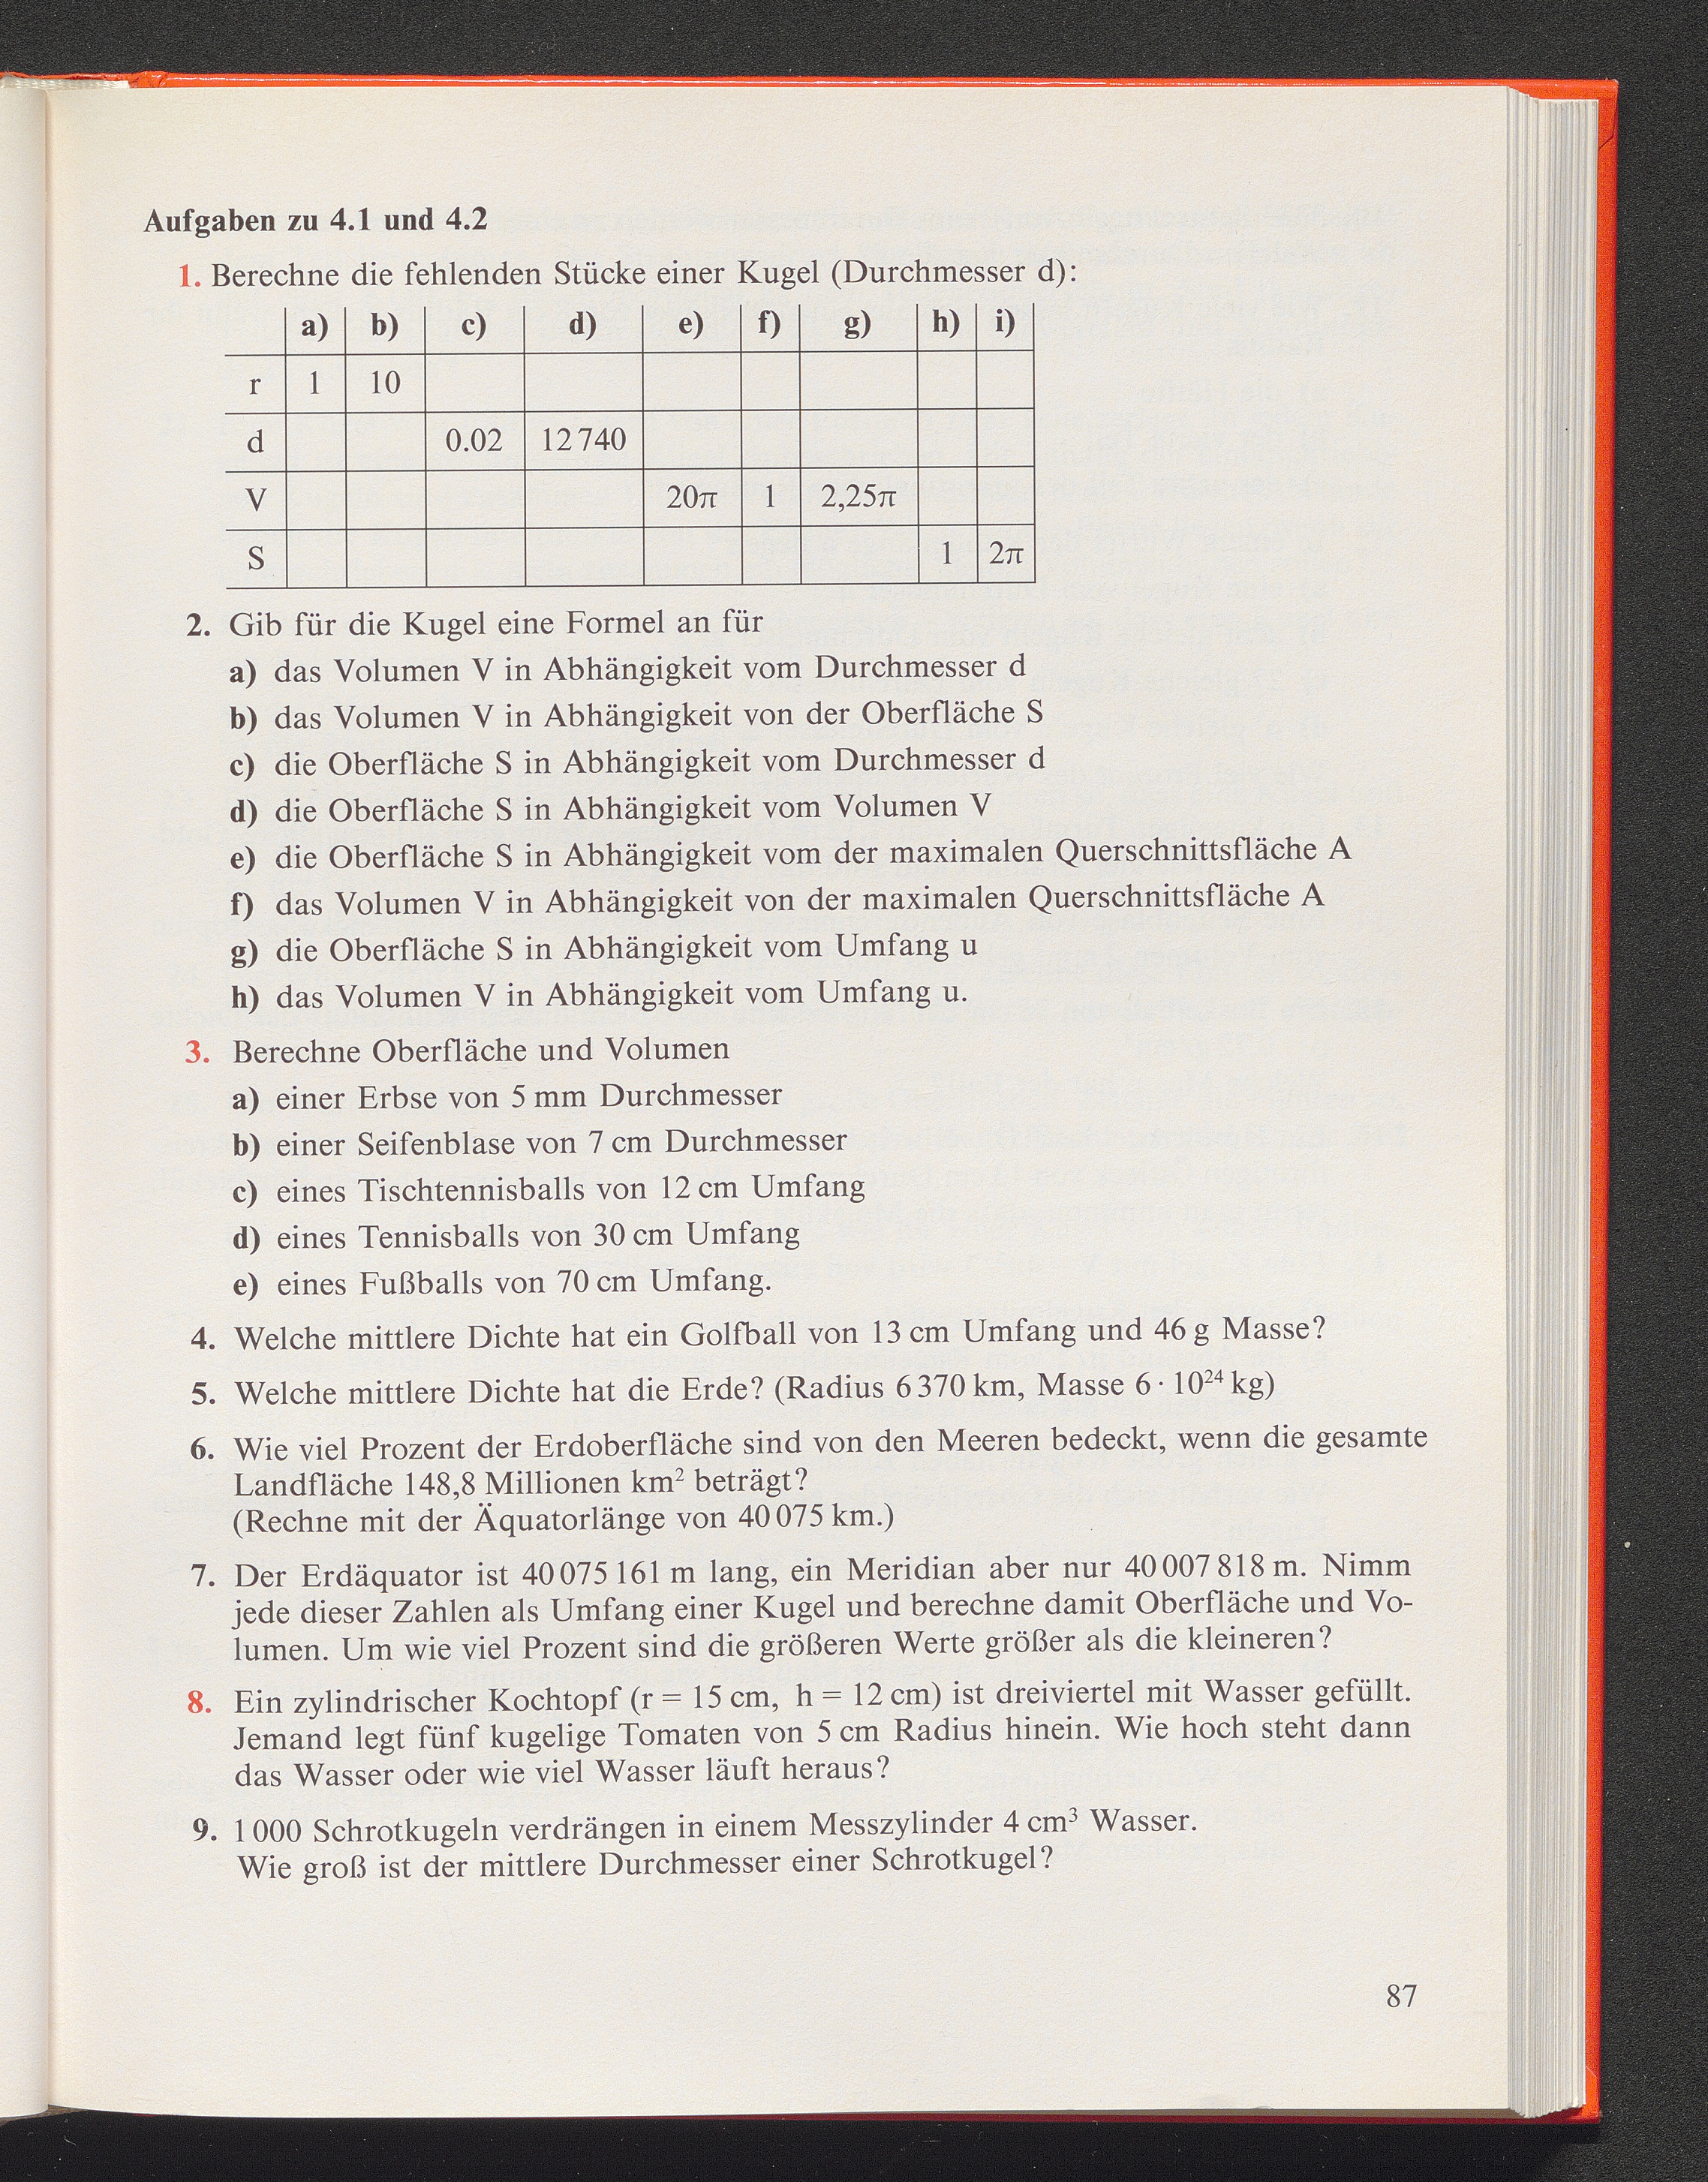 Aufgaben zu 4.1 und 4.2
1. Berechne die fehlenden Stücke einer Kugel (Durchmesser d):
a) b) c) d) e) f) g) h) i)
r 1 10
d 0.02 12740
V 20π 1 2,25π
S 1 2π
2. Gib für die Kugel eine Formel an für
a) das Volumen V in Abhängigkeit vom Durchmesser d
b) das Volumen V in Abhängigkeit von der Oberfläche S
c) die Oberfläche S in Abhängigkeit vom Durchmesser d
d) die Oberfläche S in Abhängigkeit vom Volumen V
e) die Oberfläche S in Abhängigkeit vom der maximalen Querschnittsfläche A
f) das Volumen V in Abhängigkeit von der maximalen Querschnittsfläche A
g) die Oberfläche S in Abhängigkeit vom Umfang u
h) das Volumen V in Abhängigkeit vom Umfang u.
3. Berechne Oberfläche und Volumen
a) einer Erbse von 5 mm Durchmesser
b) einer Seifenblase von 7 cm Durchmesser
c) eines Tischtennisballs von 12 cm Umfang
d) eines Tennisballs von 30 cm Umfang
e) eines Fußballs von 70 cm Umfang.
4. Welche mittlere Dichte hat ein Golfball von 13 cm Umfang und 46 g Masse?
5. Welche mittlere Dichte hat die Erde? (Radius 6 370 km, Masse 6 · 10²⁴ kg)
6. Wie viel Prozent der Erdoberfläche sind von den Meeren bedeckt, wenn die gesamte
Landfläche 148,8 Millionen km² beträgt?
(Rechne mit der Äquatorlänge von 40 075 km.)
7. Der Erdäquator ist 40 075 161 m lang, ein Meridian aber nur 40 007 818 m. Nimm
jede dieser Zahlen als Umfang einer Kugel und berechne damit Oberfläche und Vo-
lumen. Um wie viel Prozent sind die größeren Werte größer als die kleineren?
8. Ein zylindrischer Kochtopf (r = 15 cm, h = 12 cm) ist dreiviertel mit Wasser gefüllt.
Jemand legt fünf kugelige Tomaten von 5 cm Radius hinein. Wie hoch steht dann
das Wasser oder wie viel Wasser läuft heraus?
9. 1 000 Schrotkugeln verdrängen in einem Messzylinder 4 cm³ Wasser.
Wie groß ist der mittlere Durchmesser einer Schrotkugel?
87